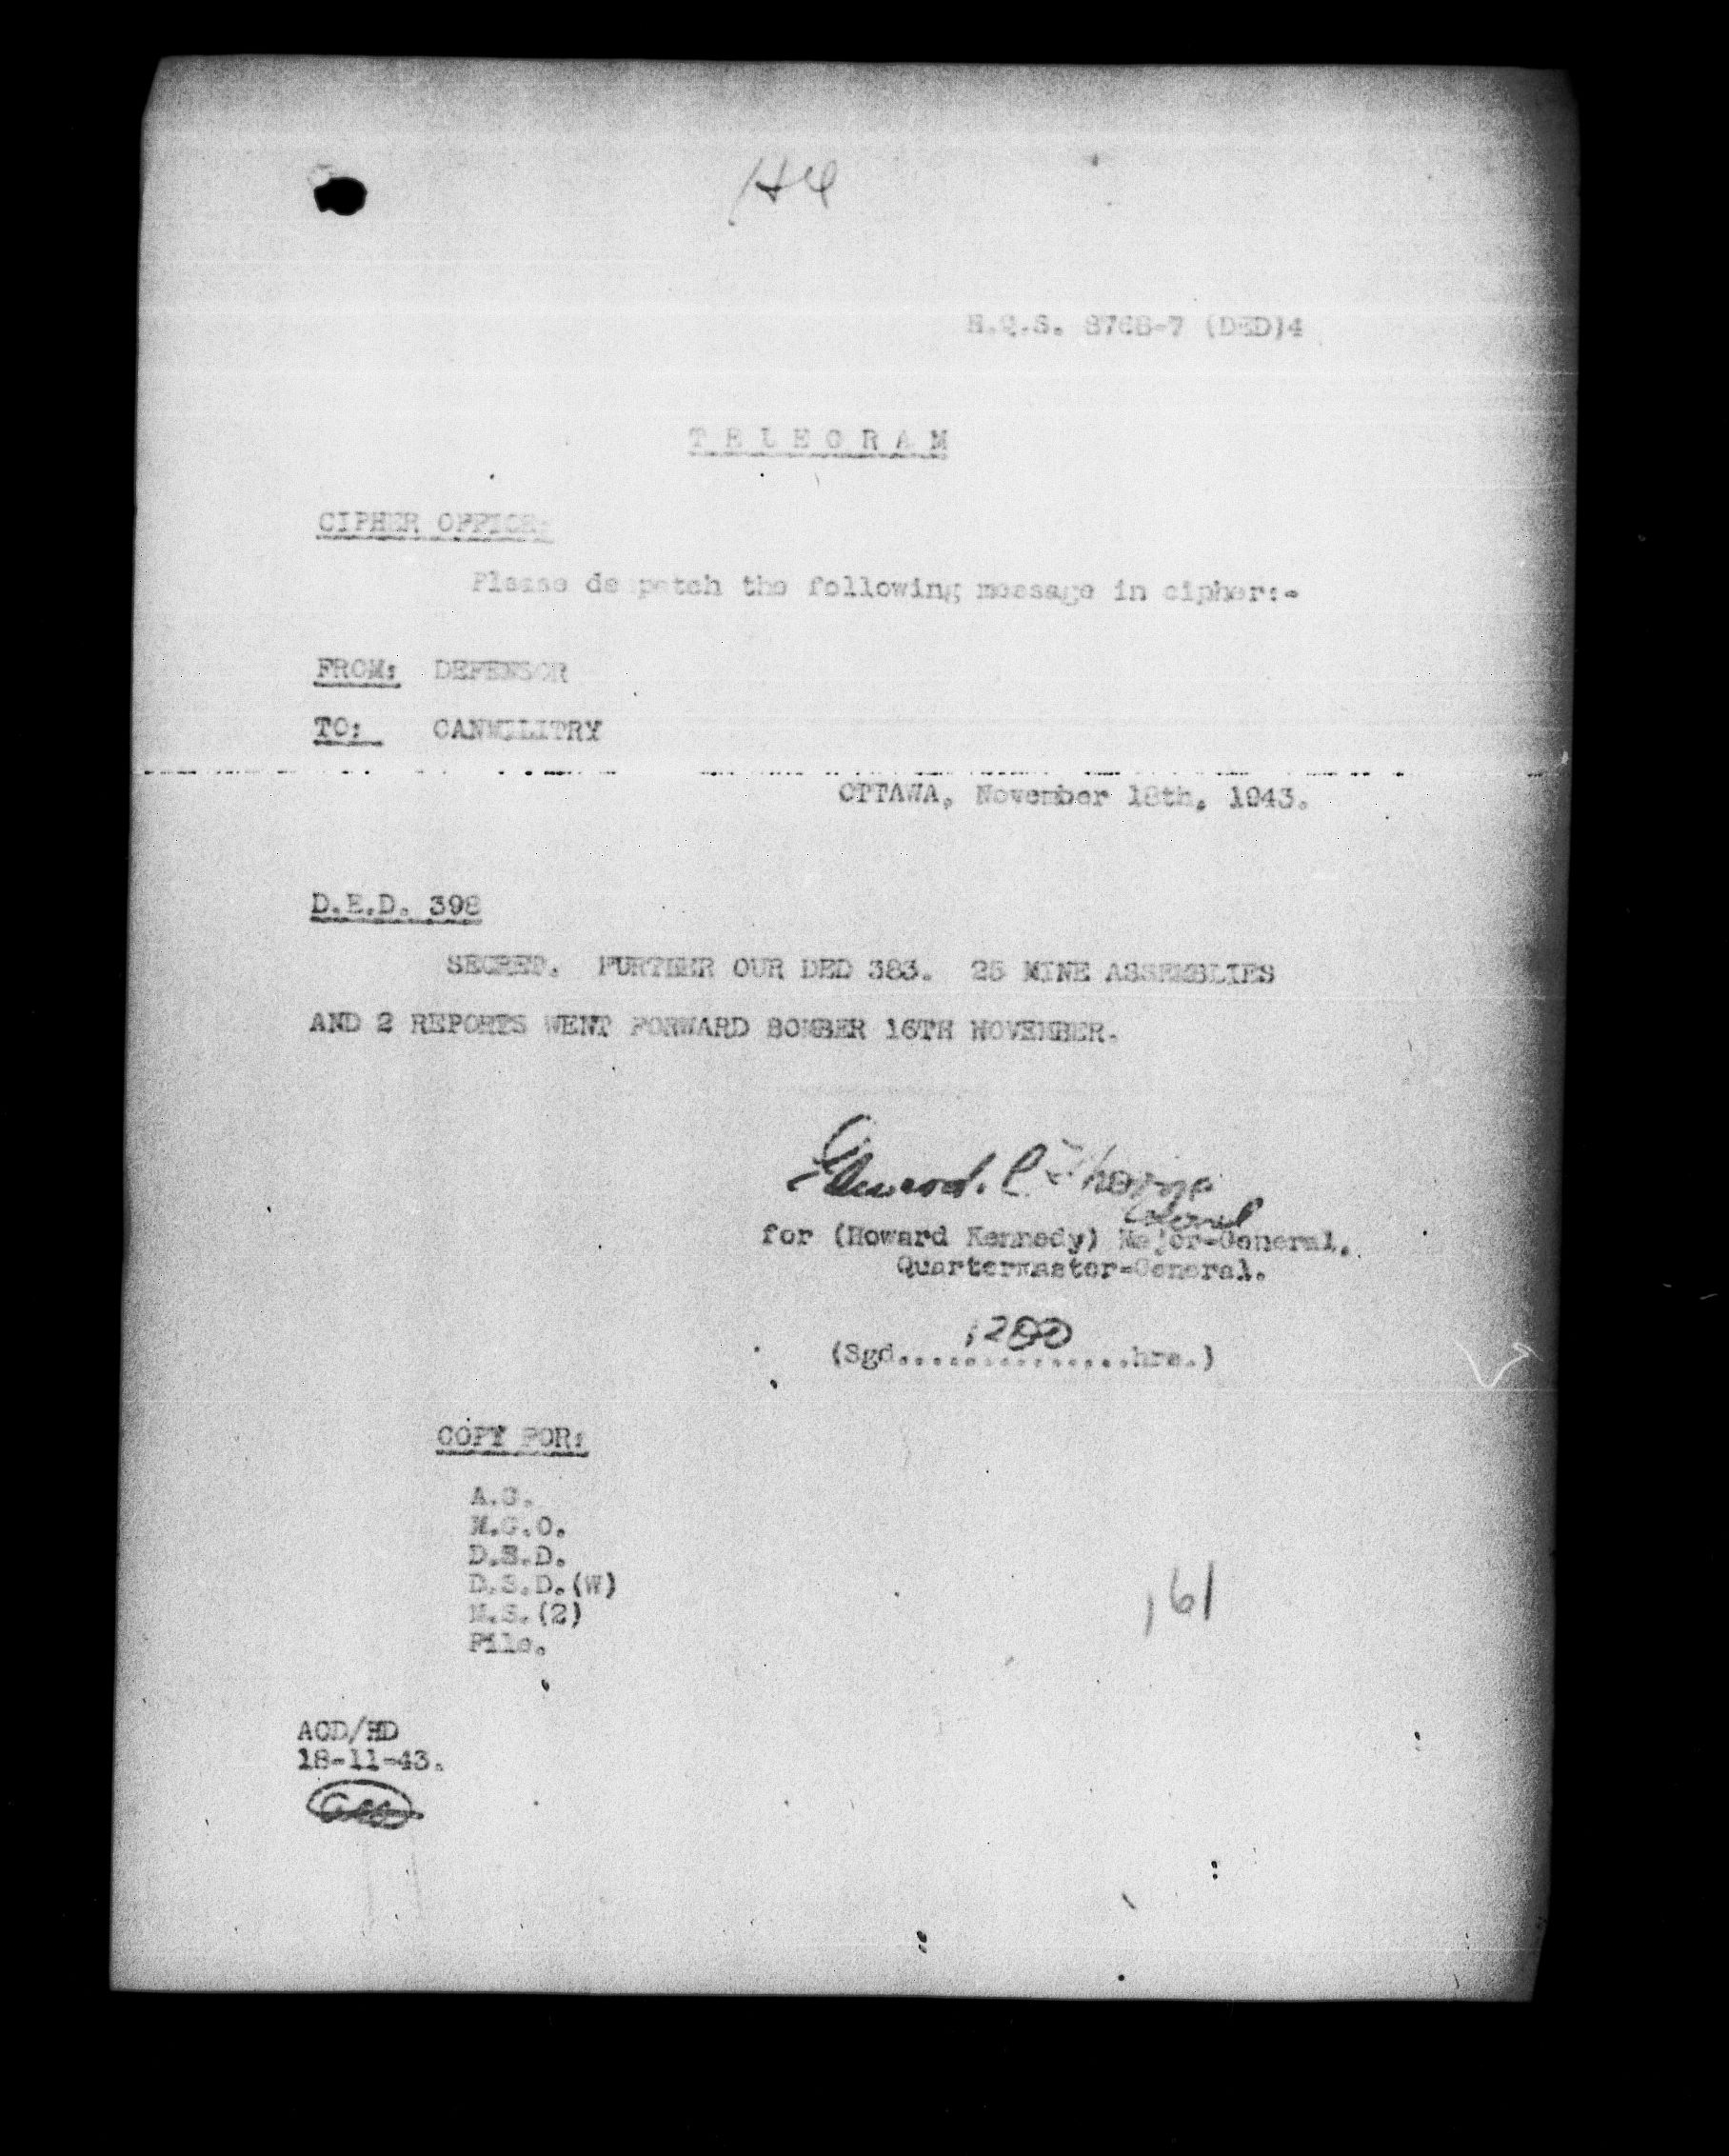 H.Q.S. 8768-7 (DED)4
TELEGRAM
CIPHER OFFICE:
Please despatch the following message in cipher:-
FROM: DEFENSOR
TO: CANMILITRY
OTTAWA, November 18th, 1943.
D.E.D. 398
SECRET. FURTHER OUR DED 383. 25 MINE ASSEMBLIES
AND 2 REPORTS WENT FORWARD BOMBER 16TH NOVEMBER.
Colonel
for (Howard Kennedy) Major-General,
Quartermaster-General.
1200
(Sgd...............hrs.)
COPY FOR:
A.G.
M.G.O.
D.S.D.
D.S.D.(W)
M.S.(2)
File.
161
ACD/HD
18-11-43.